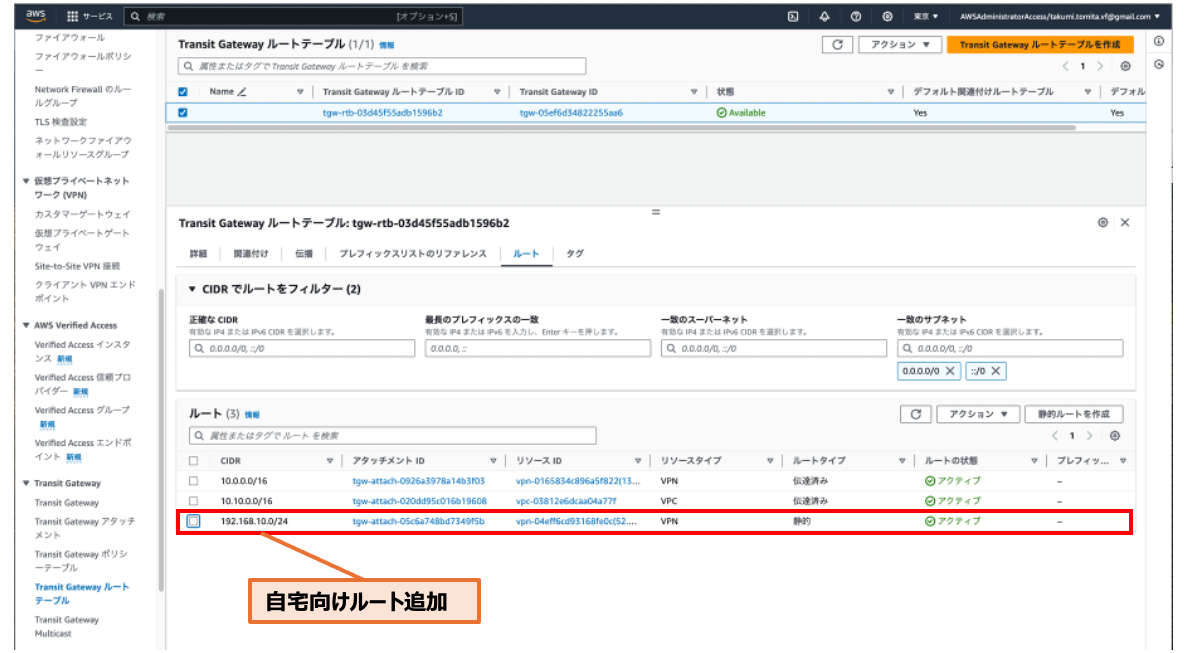 aws
サービス
検索
[オプション+S]
東京 ▼
AWSAdministratorAccess/takumi.tomita.vf@gmail.com ▼
ファイアウォール
ファイアウォールポリシ
ー
Network Firewall のルー
ルグループ
TLS 検査設定
ネットワークファイアウ
ォールリソースグループ
▼ 仮想プライベートネット
ワーク (VPN)
カスタマーゲートウェイ
仮想プライベートゲート
ウェイ
Site-to-Site VPN 接続
クライアント VPN エンド
ポイント
▼ AWS Verified Access
Verified Access インスタ
ンス 新規
Verified Access 信頼プロ
バイダー 新規
Verified Access グループ
新規
Verified Access エンドポ
イント 新規
▼ Transit Gateway
Transit Gateway
Transit Gateway アタッチ
メント
Transit Gateway ポリシ
ーテーブル
Transit Gateway ルート
テーブル
Transit Gateway
Multicast
Transit Gateway ルートテーブル (1/1) 情報
アクション ▼
Transit Gateway ルートテーブルを作成
属性またはタグで Transit Gateway ルートテーブル を検索
< 1 >
Name
Transit Gateway ルートテーブル ID
Transit Gateway ID
状態
デフォルト関連付けルートテーブル
デフォル
tgw-rtb-03d45f55adb1596b2
tgw-05ef6d34822255aa6
Available
Yes
Yes
Transit Gateway ルートテーブル: tgw-rtb-03d45f55adb1596b2
詳細
関連付け
伝播
プレフィックスリストのリファレンス
ルート
タグ
▼ CIDR でルートをフィルター (2)
正確な CIDR
有効な IP4 または IPv6 CIDR を選択します。
0.0.0.0/0, ::/0
最長のプレフィックスの一致
有効な IP4 または IPv6 を入力し、Enter キーを押します。
0.0.0.0, ::
一致のスーパーネット
有効な IP4 または IPv6 CIDR を選択します。
0.0.0.0/0, ::/0
一致のサブネット
有効な IP4 または IPv6 CIDR を選択します。
0.0.0.0/0, ::/0
0.0.0.0/0 ✕
::/0 ✕
ルート (3) 情報
アクション ▼
静的ルートを作成
属性またはタグで ルート を検索
< 1 >
CIDR
アタッチメント ID
リソース ID
リソースタイプ
ルートタイプ
ルートの状態
プレフィッ...
10.0.0.0/16 tgw-attach-0926a3978a14b3f03 vpn-0165834c896a5f822(13... VPN 伝達済み アクティブ –
10.10.0.0/16 tgw-attach-020dd95c016b19608 vpc-03812e6dcaa04a77f VPC 伝達済み アクティブ –
192.168.10.0/24 tgw-attach-05c6a748bd7349f5b vpn-04eff6cd93168fe0c(52.... VPN 静的 アクティブ –
自宅向けルート追加